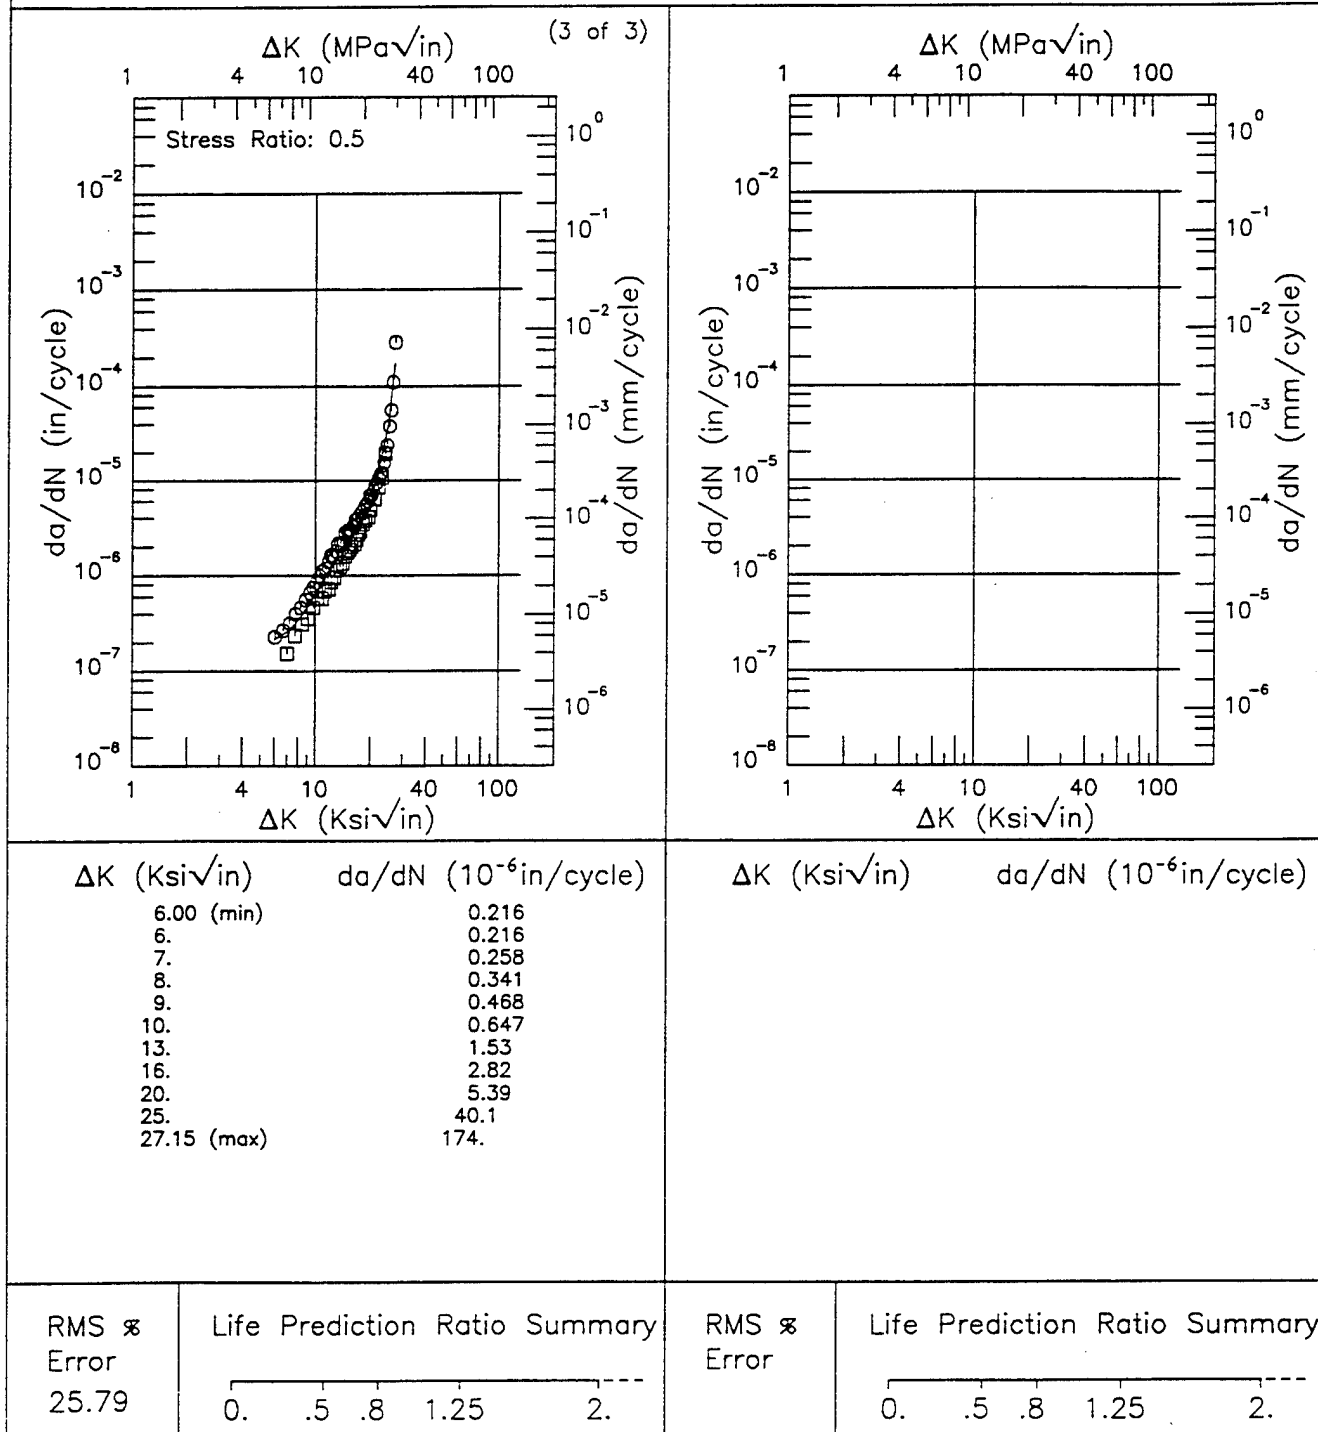 (3 of 3)
ΔK (MPa√in)
1 4 10 40 100
Stress Ratio: 0.5
10⁻²
10⁻³
10⁻⁴
10⁻⁵
10⁻⁶
10⁻⁷
10⁻⁸
da/dN (in/cycle)
10⁰
10⁻¹
10⁻²
10⁻³
10⁻⁴
10⁻⁵
10⁻⁶
da/dN (mm/cycle)
1 4 10 40 100
ΔK (Ksi√in)
ΔK (MPa√in)
1 4 10 40 100
10⁻²
10⁻³
10⁻⁴
10⁻⁵
10⁻⁶
10⁻⁷
10⁻⁸
da/dN (in/cycle)
10⁰
10⁻¹
10⁻²
10⁻³
10⁻⁴
10⁻⁵
10⁻⁶
da/dN (mm/cycle)
1 4 10 40 100
ΔK (Ksi√in)
ΔK (Ksi√in) da/dN (10⁻⁶in/cycle)
6.00 (min) 0.216
6. 0.216
7. 0.258
8. 0.341
9. 0.468
10. 0.647
13. 1.53
16. 2.82
20. 5.39
25. 40.1
27.15 (max) 174.
ΔK (Ksi√in) da/dN (10⁻⁶in/cycle)
RMS %
Error
25.79
Life Prediction Ratio Summary
0. .5 .8 1.25 2.
RMS %
Error
Life Prediction Ratio Summary
0. .5 .8 1.25 2.